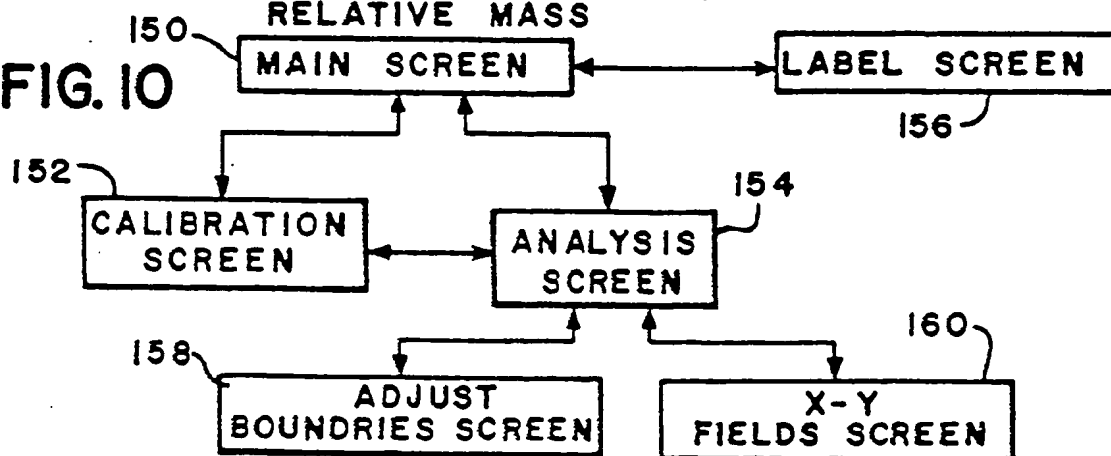 RELATIVE MASS
150
MAIN SCREEN
LABEL SCREEN
FIG. 10
156
152
154
CALIBRATION
SCREEN
ANALYSIS
SCREEN
160
158
ADJUST
BOUNDRIES SCREEN
X-Y
FIELDS SCREEN